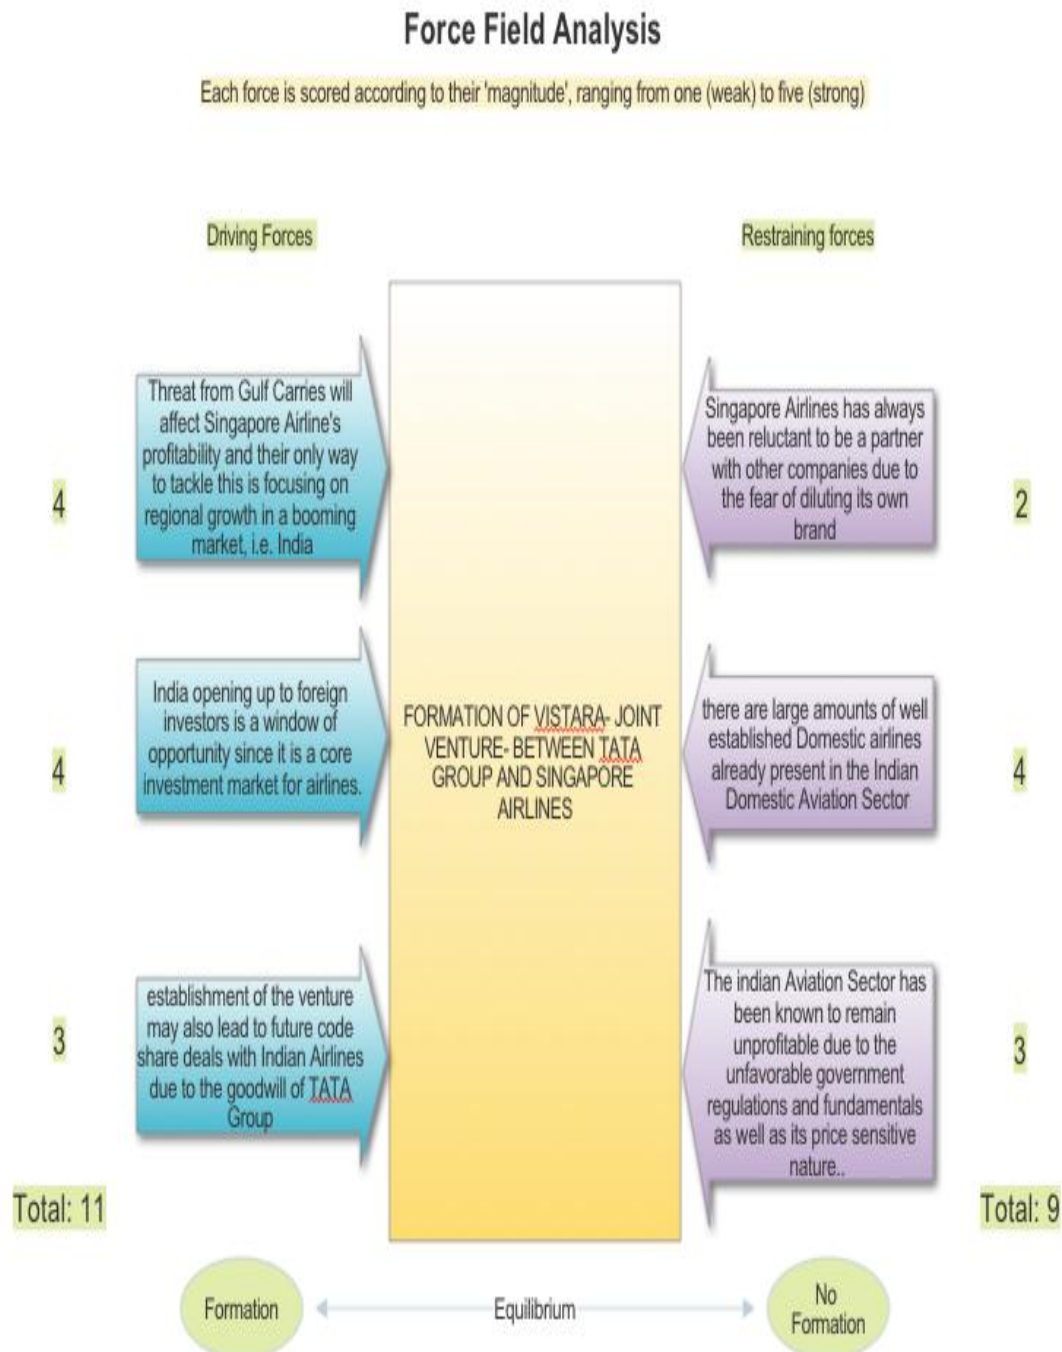 Force Field Analysis
Each force is scored according to their 'magnitude', ranging from one (weak) to five (strong)
Driving Forces
Restraining forces
4
Threat from Gulf Carries will
affect Singapore Airline's
profitability and their only way
to tackle this is focusing on
regional growth in a booming
market, i.e. India
Singapore Airlines has always
been reluctant to be a partner
with other companies due to
the fear of diluting its own
brand
2
4
India opening up to foreign
investors is a window of
opportunity since it is a core
investment market for airlines.
FORMATION OF VISTARA- JOINT
VENTURE- BETWEEN TATA
GROUP AND SINGAPORE
AIRLINES
there are large amounts of well
established Domestic airlines
already present in the Indian
Domestic Aviation Sector
4
3
establishment of the venture
may also lead to future code
share deals with Indian Airlines
due to the goodwill of TATA
Group
The indian Aviation Sector has
been known to remain
unprofitable due to the
unfavorable government
regulations and fundamentals
as well as its price sensitive
nature..
3
Total: 11
Total: 9
Formation
Equilibrium
No
Formation